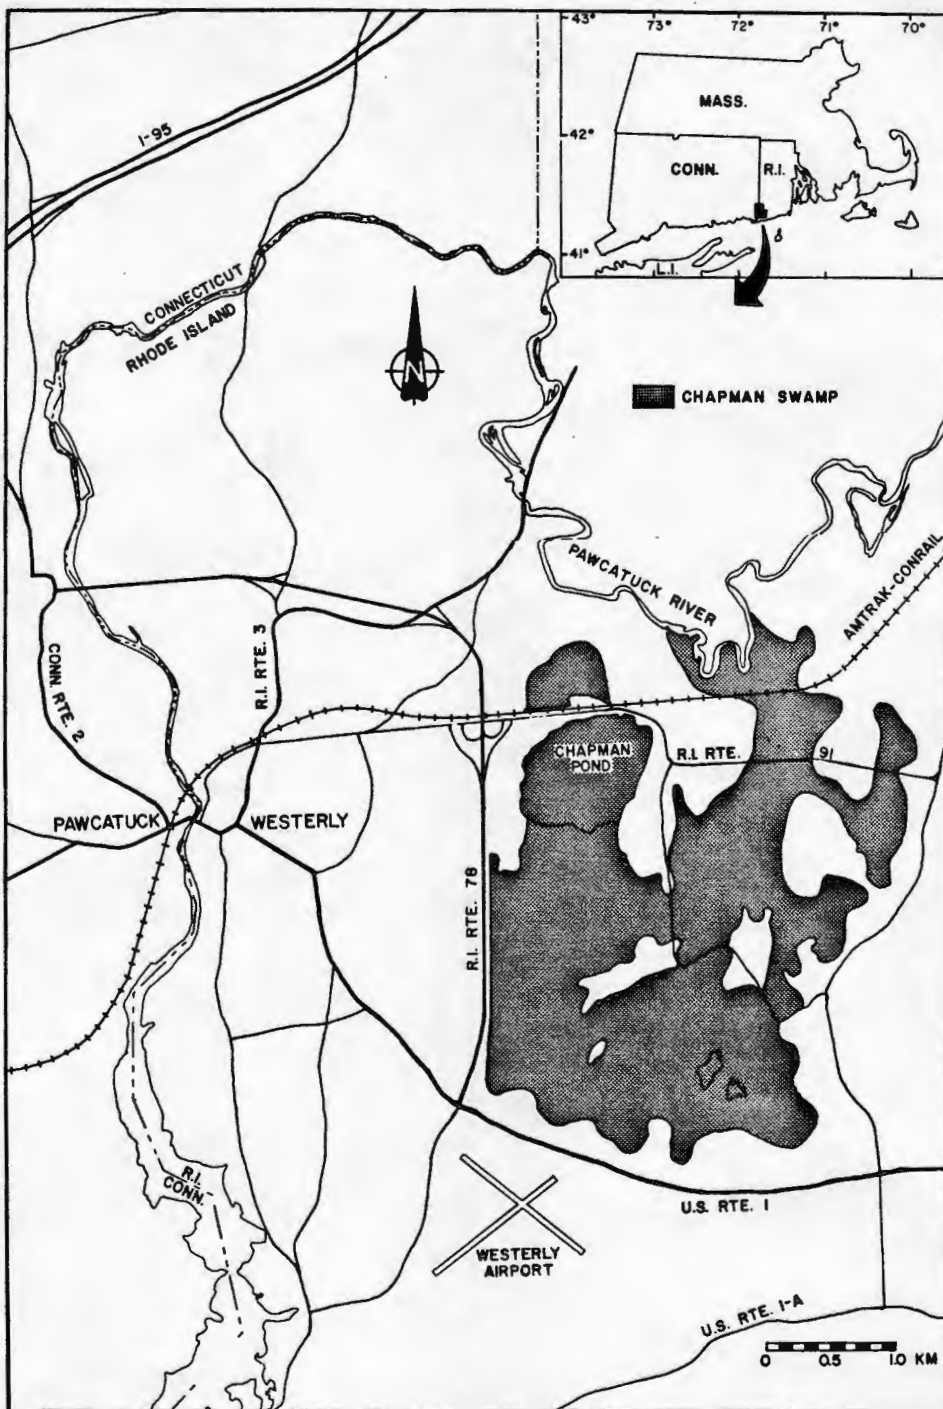 43°
73°
72°
71°
70°
MASS.
42°
CONN.
R.I.
41°
L.I.
I-95
CONNECTICUT
RHODE ISLAND
N
CHAPMAN SWAMP
PAWCATUCK RIVER
AMTRAK-CONRAIL
CONN. RTE. 2
R.I. RTE. 3
CHAPMAN
POND
R.I. RTE. 91
PAWCATUCK
WESTERLY
R.I. RTE. 78
R.I.
CONN.
U.S. RTE. 1
WESTERLY
AIRPORT
U.S. RTE. 1-A
0 0.5 1.0 KM